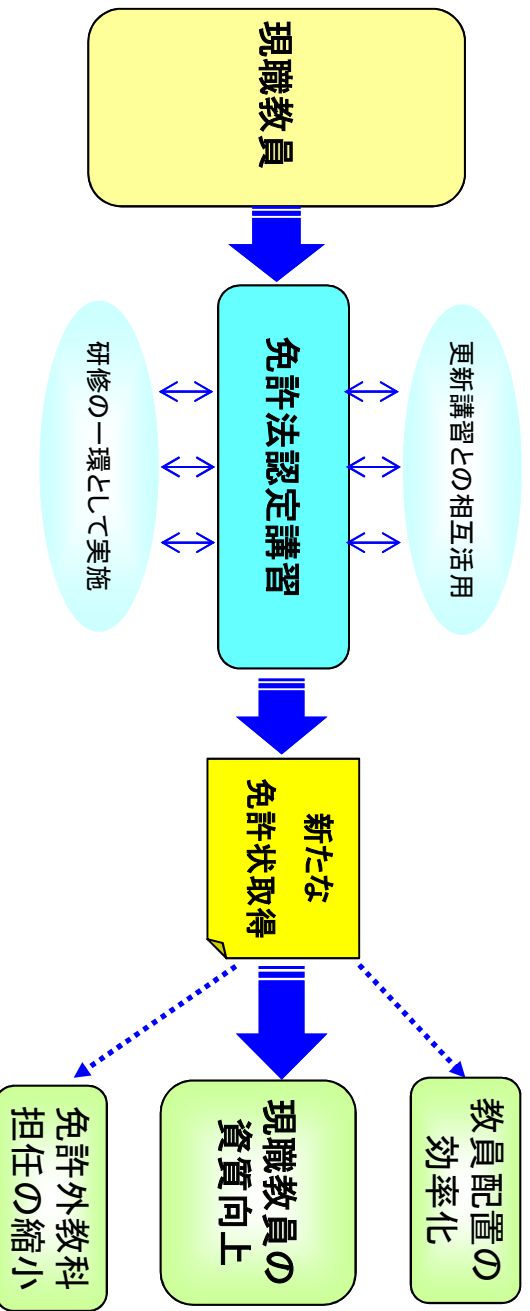 現職教員
更新講習との相互活用
免許法認定講習
研修の一環として実施
新たな
免許状取得
教員配置の
効率化
現職教員の
資質向上
免許外教科
担任の縮小